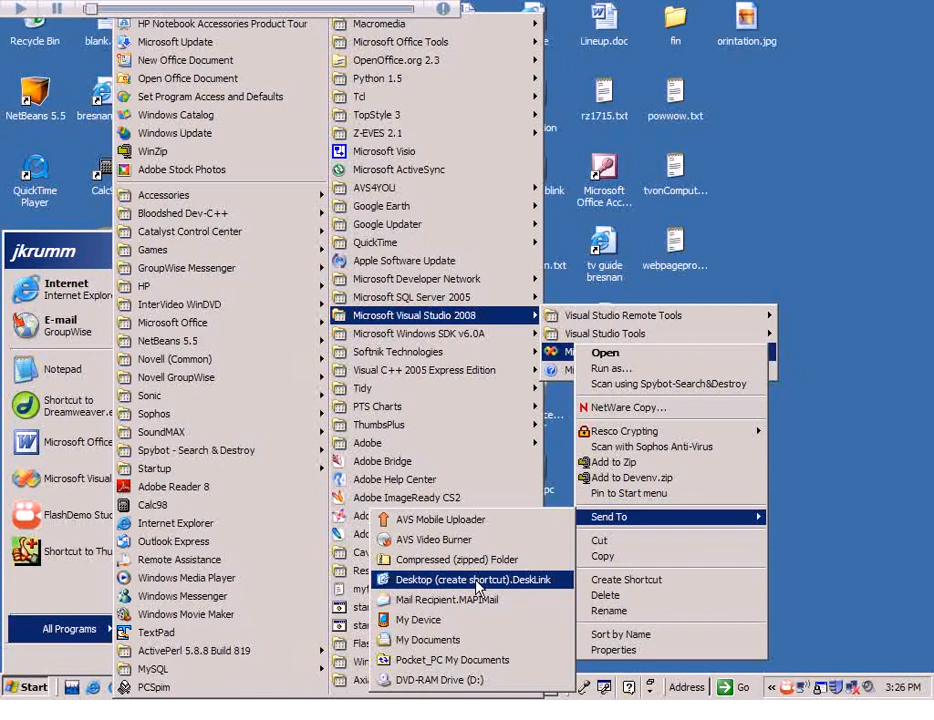 Recycle Bin
blank.
NetBeans 5.5
bresnan
QuickTime
Player
Calc9
Lineup.doc
fin
orintation.jpg
rz1715.txt
powwow.txt
Microsoft
Office Acc...
tvonComput...
tv guide
bresnan
webpagepro...
blink
n.txt
jkrumm
Internet
Internet Explor
E-mail
GroupWise
Notepad
Shortcut to
Dreamweaver.e
Microsoft Office
Microsoft Visual
FlashDemo Stu
Shortcut to Thu
All Programs
HP Notebook Accessories Product Tour
Microsoft Update
New Office Document
Open Office Document
Set Program Access and Defaults
Windows Catalog
Windows Update
WinZip
Adobe Stock Photos
Accessories
Bloodshed Dev-C++
Catalyst Control Center
Games
GroupWise Messenger
HP
InterVideo WinDVD
Microsoft Office
NetBeans 5.5
Novell (Common)
Novell GroupWise
Sonic
Sophos
SoundMAX
Spybot - Search & Destroy
Startup
Adobe Reader 8
Calc98
Internet Explorer
Outlook Express
Remote Assistance
Windows Media Player
Windows Messenger
Windows Movie Maker
TextPad
ActivePerl 5.8.8 Build 819
MySQL
PCSpim
Macromedia
Microsoft Office Tools
OpenOffice.org 2.3
Python 1.5
Tcl
TopStyle 3
Z-EVES 2.1
Microsoft Visio
Microsoft ActiveSync
AVS4YOU
Google Earth
Google Updater
QuickTime
Apple Software Update
Microsoft Developer Network
Microsoft SQL Server 2005
Microsoft Visual Studio 2008
Microsoft Windows SDK v6.0A
Softnik Technologies
Visual C++ 2005 Express Edition
Tidy
PTS Charts
ThumbsPlus
Adobe
Adobe Bridge
Adobe Help Center
Adobe ImageReady CS2
Visual Studio Remote Tools
Visual Studio Tools
Open
Run as...
Scan using Spybot-Search&Destroy
NetWare Copy...
Resco Crypting
Scan with Sophos Anti-Virus
Add to Zip
Add to Devenv.zip
Pin to Start menu
Send To
Cut
Copy
Create Shortcut
Delete
Rename
Sort by Name
Properties
AVS Mobile Uploader
AVS Video Burner
Compressed (zipped) Folder
Desktop (create shortcut).DeskLink
Mail Recipient.MAPIMail
My Device
My Documents
Pocket_PC My Documents
DVD-RAM Drive (D:)
Start
Address
Go
3:26 PM